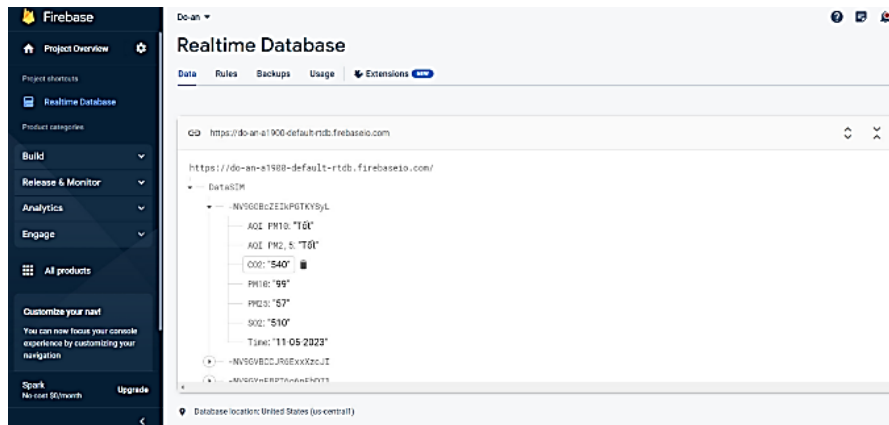 Firebase
Do-an
Project Overview
Realtime Database
Project shortcuts
Data Rules Backups Usage Extensions NEW
Realtime Database
Product categories
https://do-an-a1900-default-rtdb.firebaseio.com
Build
https://do-an-a1900-default-rtdb.firebaseio.com/
Release & Monitor
DataSIM
Analytics
Engage
AQI PM10: "Tốt"
AQI PM2,5: "Tốt"
All products
CO2: "540"
PM10: "99"
PM25: "57"
SO2: "510"
Time: "11-05-2023"
Customize your nav!
You can now focus your console
experience by customizing your
navigation
Spark
No cost $0/month
Upgrade
Database location: United States (us-central1)